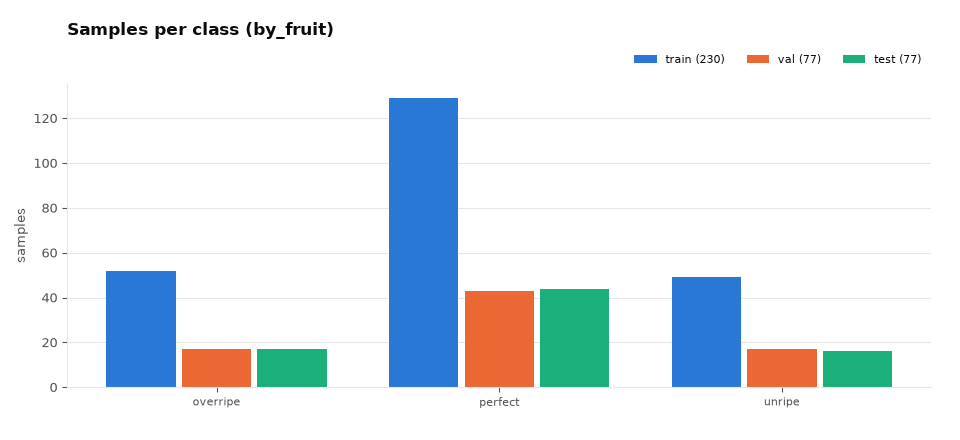 Samples per class (by_fruit)
train (230) val (77) test (77)
samples
120
100
80
60
40
20
0
overripe perfect unripe